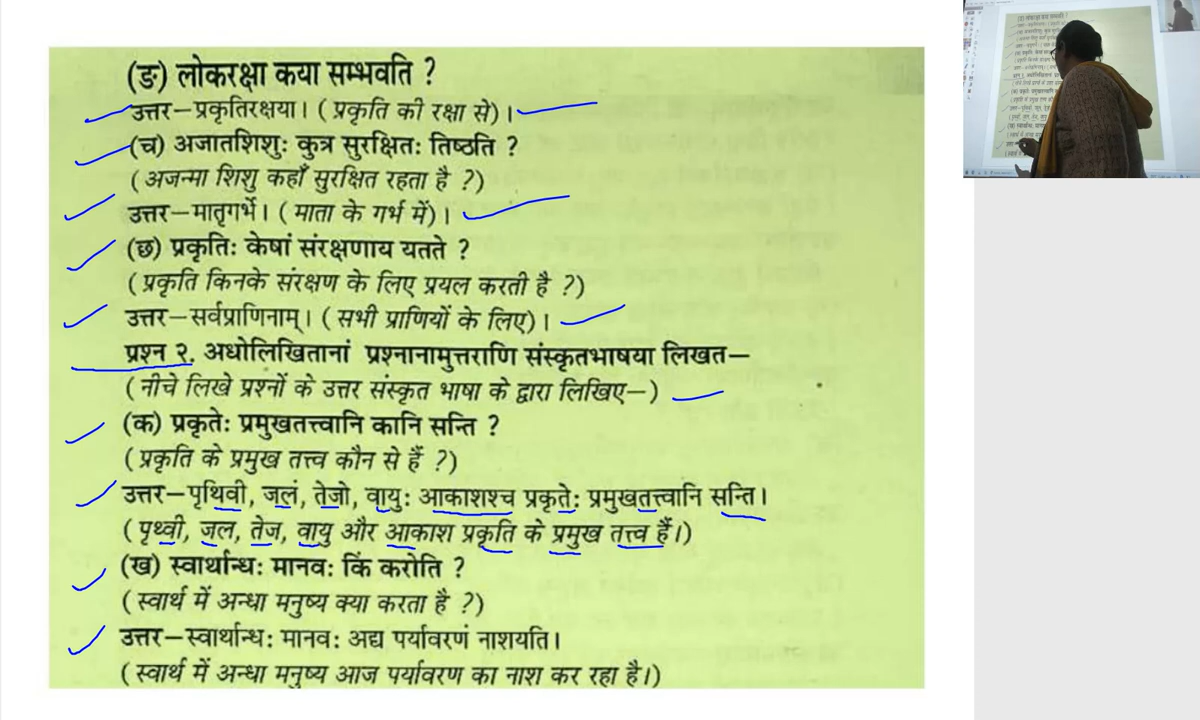 (ङ) लोकरक्षा कया सम्भवति ?
उत्तर–प्रकृतिरक्षया। ( प्रकृति की रक्षा से)।
(च) अजातशिशुः कुत्र सुरक्षितः तिष्ठति ?
( अजन्मा शिशु कहाँ सुरक्षित रहता है ?)
उत्तर–मातृगर्भे। ( माता के गर्भ में)।
(छ) प्रकृतिः केषां संरक्षणाय यतते ?
( प्रकृति किनके संरक्षण के लिए प्रयत्न करती है ?)
उत्तर–सर्वप्राणिनाम्। ( सभी प्राणियों के लिए)।
प्रश्न २. अधोलिखितानां प्रश्नानामुत्तराणि संस्कृतभाषया लिखत–
( नीचे लिखे प्रश्नों के उत्तर संस्कृत भाषा के द्वारा लिखिए–)
(क) प्रकृतेः प्रमुखतत्त्वानि कानि सन्ति ?
( प्रकृति के प्रमुख तत्त्व कौन से हैं ?)
उत्तर–पृथिवी, जलं, तेजो, वायुः आकाशश्च प्रकृतेः प्रमुखतत्त्वानि सन्ति।
( पृथ्वी, जल, तेज, वायु और आकाश प्रकृति के प्रमुख तत्त्व हैं।)
(ख) स्वार्थान्धः मानवः किं करोति ?
( स्वार्थ में अन्धा मनुष्य क्या करता है ?)
उत्तर–स्वार्थान्धः मानवः अद्य पर्यावरणं नाशयति।
( स्वार्थ में अन्धा मनुष्य आज पर्यावरण का नाश कर रहा है।)